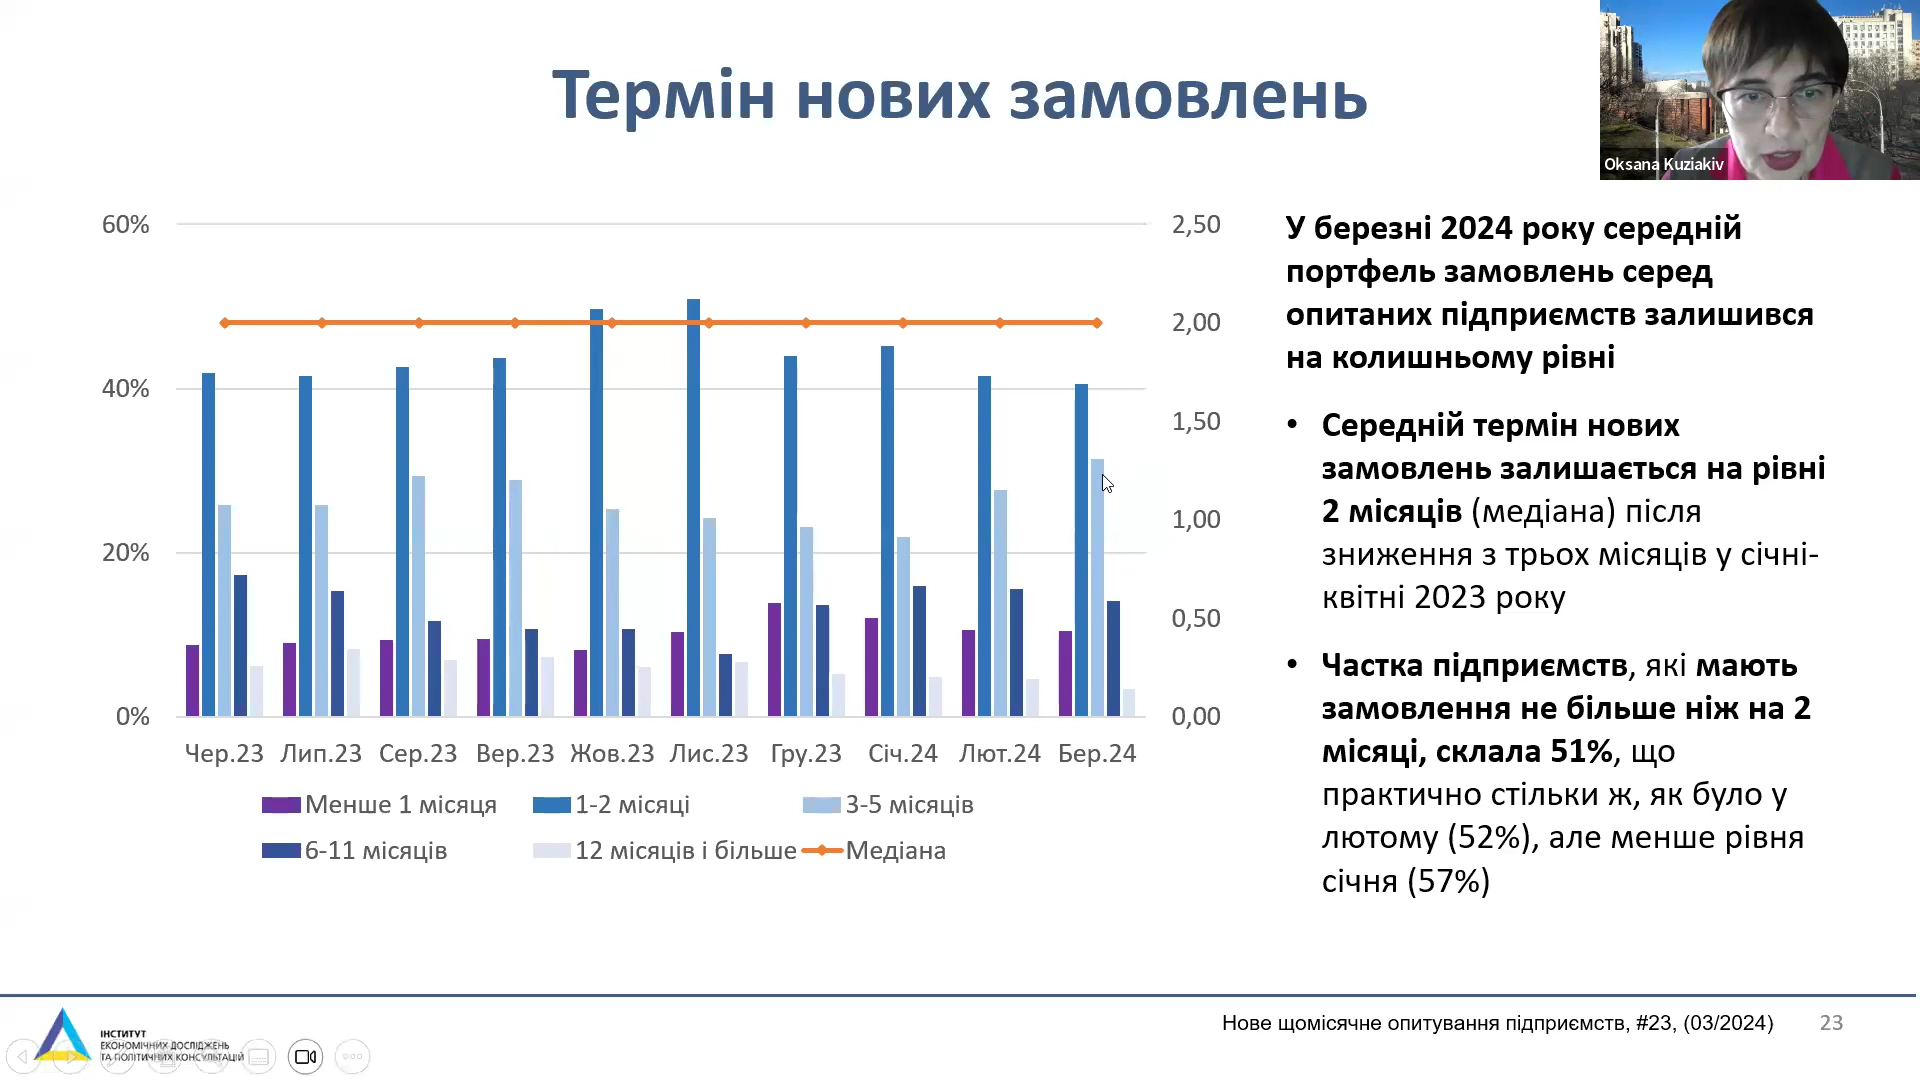 Термін нових замовлень
Oksana Kuziakiv
60%
40%
20%
0%
2,50
2,00
1,50
1,00
0,50
0,00
Чер.23 Лип.23 Сер.23 Вер.23 Жов.23 Лис.23 Гру.23 Січ.24 Лют.24 Бер.24
Менше 1 місяця 1-2 місяці 3-5 місяців
6-11 місяців 12 місяців і більше Медіана
У березні 2024 року середній
портфель замовлень серед
опитаних підприємств залишився
на колишньому рівні
• Середній термін нових
замовлень залишається на рівні
2 місяців (медіана) після
зниження з трьох місяців у січні-
квітні 2023 року
• Частка підприємств, які мають
замовлення не більше ніж на 2
місяці, склала 51%, що
практично стільки ж, як було у
лютому (52%), але менше рівня
січня (57%)
ІНСТИТУТ
ЕКОНОМІЧНИХ ДОСЛІДЖЕНЬ
ТА ПОЛІТИЧНИХ КОНСУЛЬТАЦІЙ
Нове щомісячне опитування підприємств, #23, (03/2024)
23